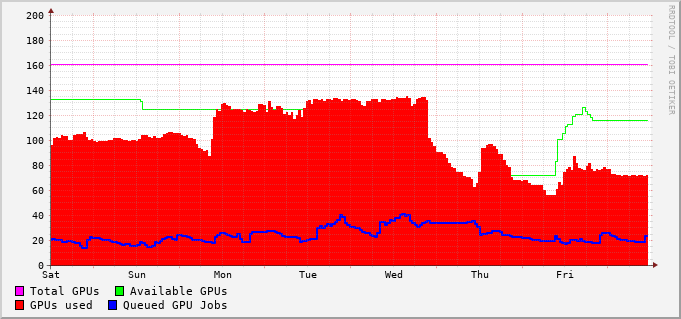 RRDTOOL / TOBI OETIKER
200
180
160
140
120
100
80
60
40
20
0
Sat Sun Mon Tue Wed Thu Fri
Total GPUs Available GPUs
GPUs used Queued GPU Jobs